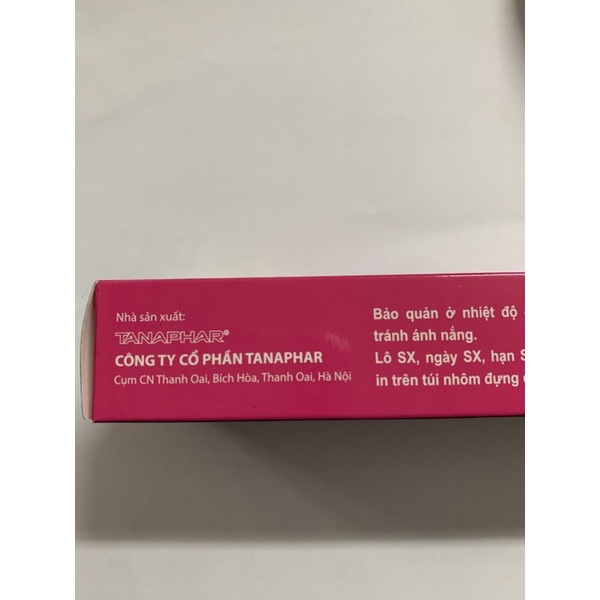 Nhà sản xuất:
TANAPHAR®
CÔNG TY CỔ PHẦN TANAPHAR
Cụm CN Thanh Oai, Bích Hòa, Thanh Oai, Hà Nội
Bảo quản ở nhiệt độ
tránh ánh nắng.
Lô SX, ngày SX, hạn
in trên túi nhôm đựng